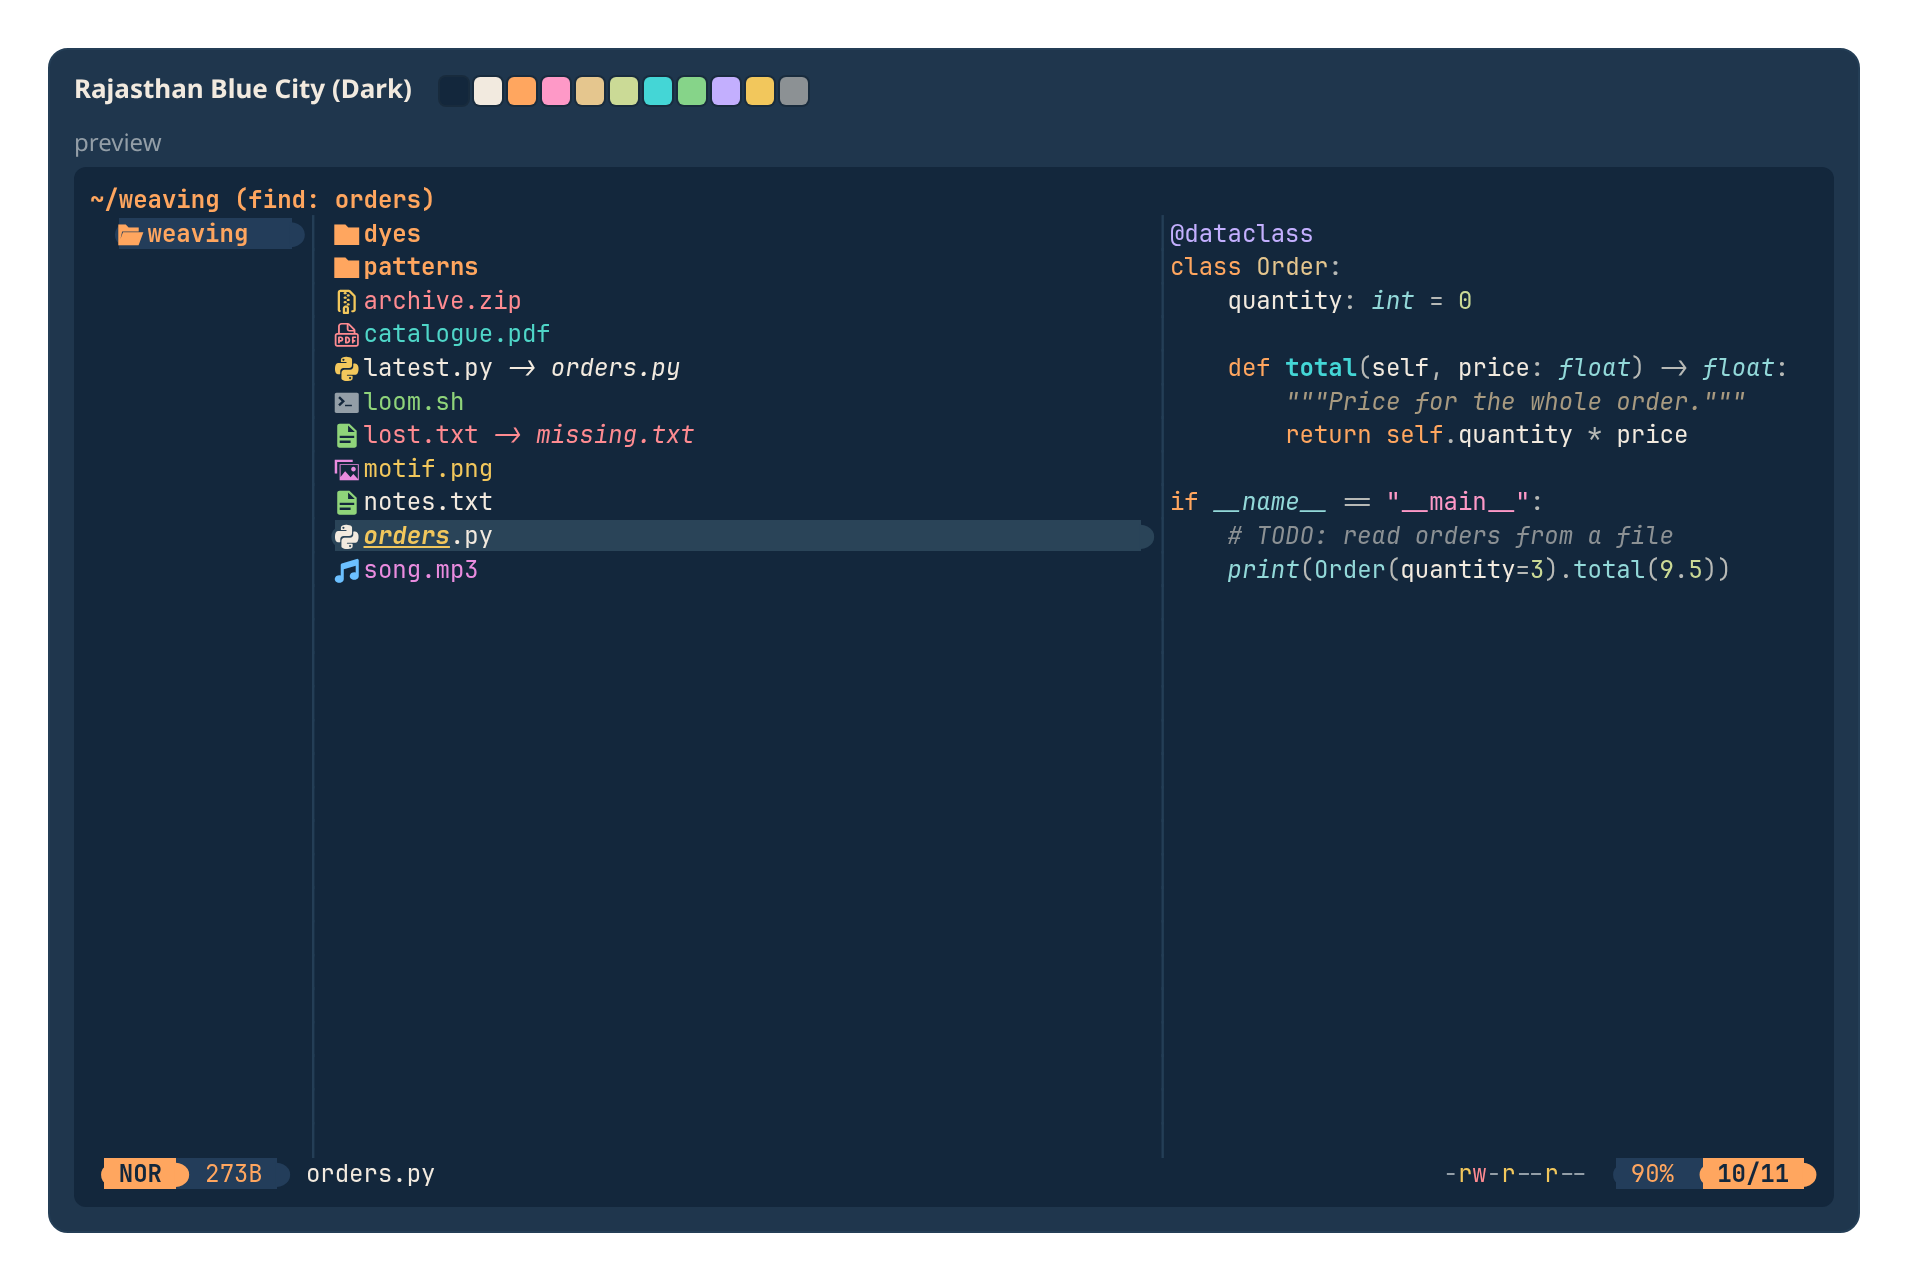 Rajasthan Blue City (Dark)
preview
~/weaving (find: orders)
weaving
dyes
patterns
archive.zip
catalogue.pdf
latest.py -> orders.py
loom.sh
lost.txt -> missing.txt
motif.png
notes.txt
orders.py
song.mp3
@dataclass
class Order:
    quantity: int = 0
    def total(self, price: float) -> float:
        """Price for the whole order."""
        return self.quantity * price
if __name__ == "__main__":
    # TODO: read orders from a file
    print(Order(quantity=3).total(9.5))
NOR 273B orders.py -rw-r--r-- 90% 10/11